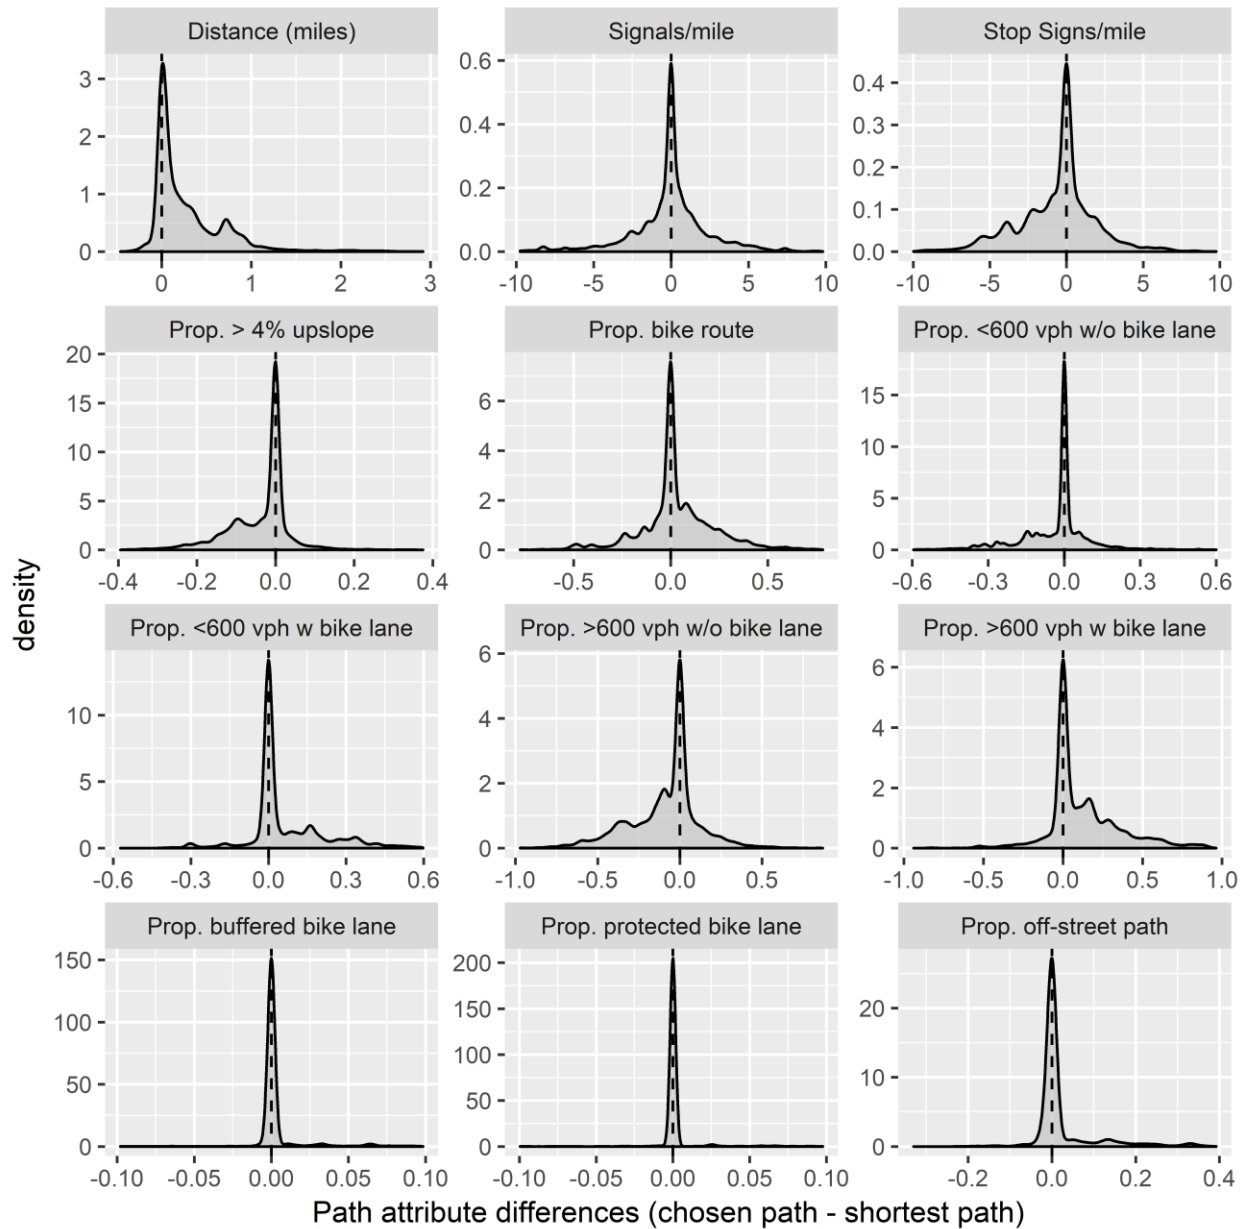 Distance (miles)
Signals/mile
Stop Signs/mile
3
2
1
0
0.6
0.4
0.2
0.0
0.4
0.3
0.2
0.1
0.0
0 1 2 3
-10 -5 0 5 10
-10 -5 0 5 10
Prop. > 4% upslope
Prop. bike route
Prop. <600 vph w/o bike lane
20
15
10
5
0
6
4
2
0
15
10
5
0
-0.4 -0.2 0.0 0.2 0.4
-0.5 0.0 0.5
-0.6 -0.3 0.0 0.3 0.6
density
Prop. <600 vph w bike lane
Prop. >600 vph w/o bike lane
Prop. >600 vph w bike lane
10
5
0
6
4
2
0
6
4
2
0
-0.6 -0.3 0.0 0.3 0.6
-1.0 -0.5 0.0 0.5
-1.0 -0.5 0.0 0.5 1.0
Prop. buffered bike lane
Prop. protected bike lane
Prop. off-street path
150
100
50
0
200
150
100
50
0
20
10
0
-0.10 -0.05 0.00 0.05 0.10
-0.10 -0.05 0.00 0.05 0.10
-0.2 0.0 0.2 0.4
Path attribute differences (chosen path - shortest path)